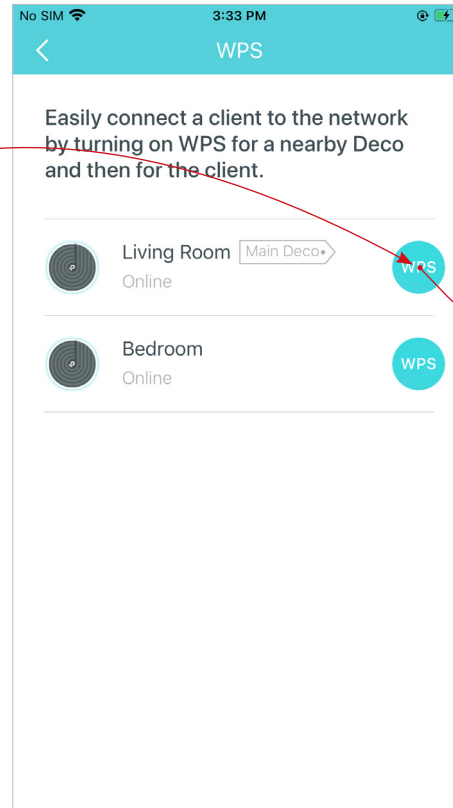 No SIM 3:33 PM
WPS
Easily connect a client to the network
by turning on WPS for a nearby Deco
and then for the client.
Living Room Main Deco
WPS
Online
Bedroom
WPS
Online